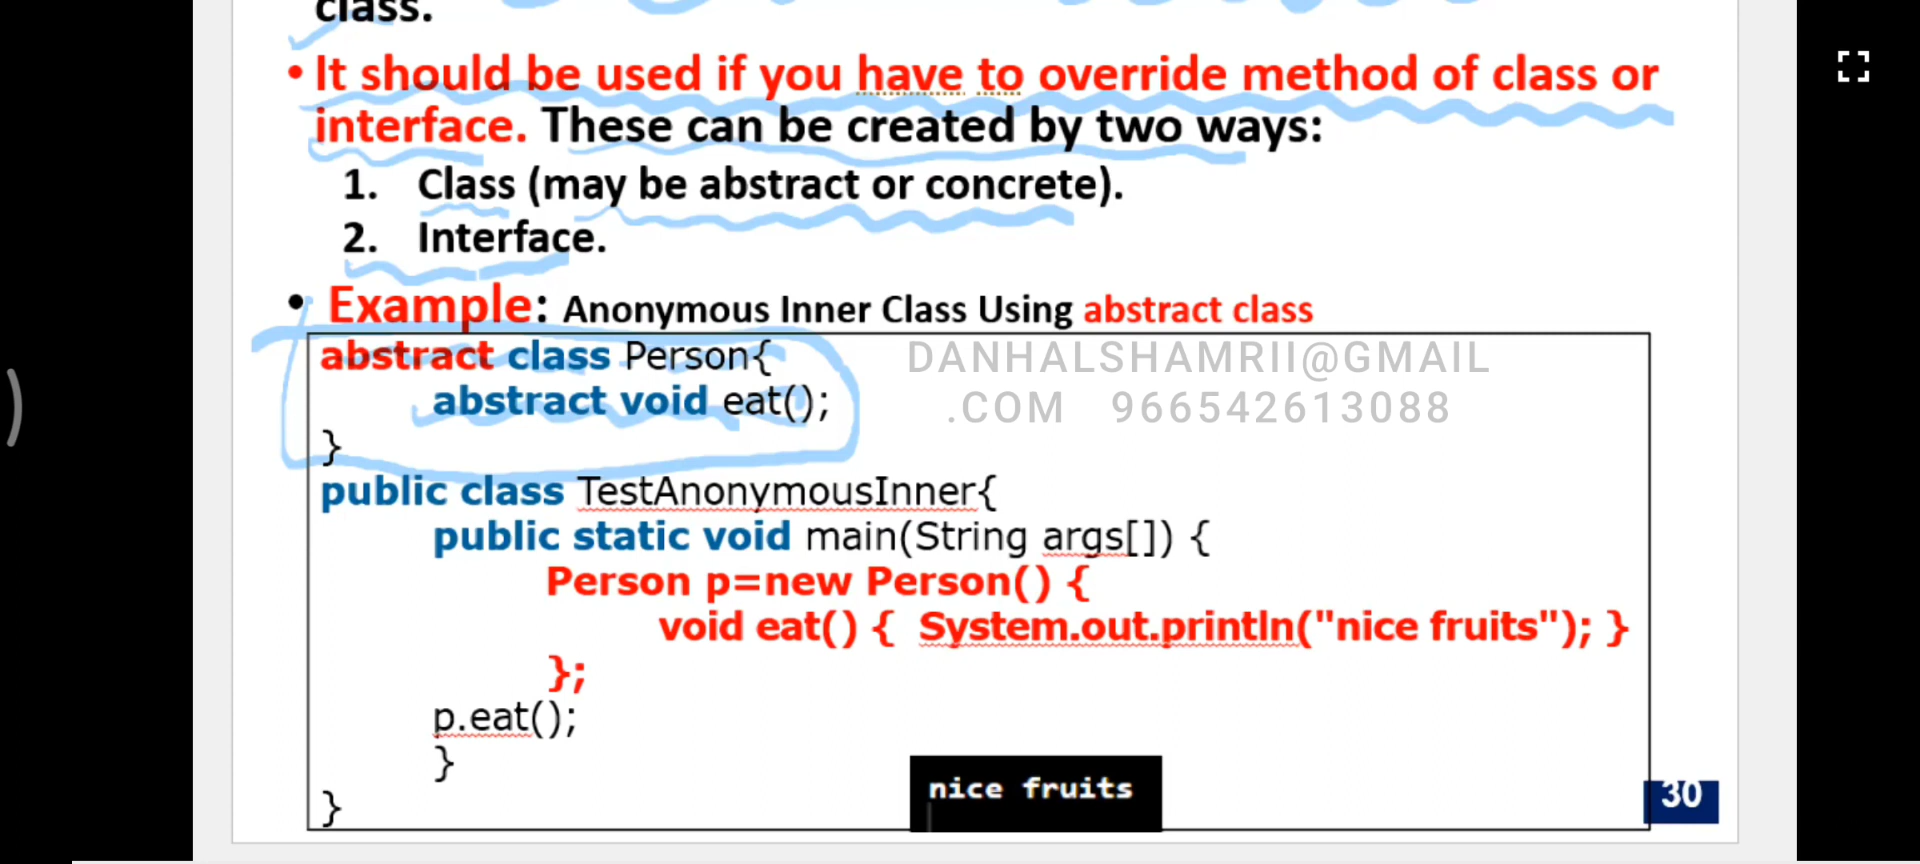 class.
• It should be used if you have to override method of class or
interface. These can be created by two ways:
1. Class (may be abstract or concrete).
2. Interface.
• Example: Anonymous Inner Class Using abstract class
abstract class Person{
abstract void eat();
}
public class TestAnonymousInner{
public static void main(String args[]) {
Person p=new Person() {
void eat() { System.out.println("nice fruits"); }
};
p.eat();
}
}
DANHALSHAMRII@GMAIL
.COM 966542613088
nice fruits
30